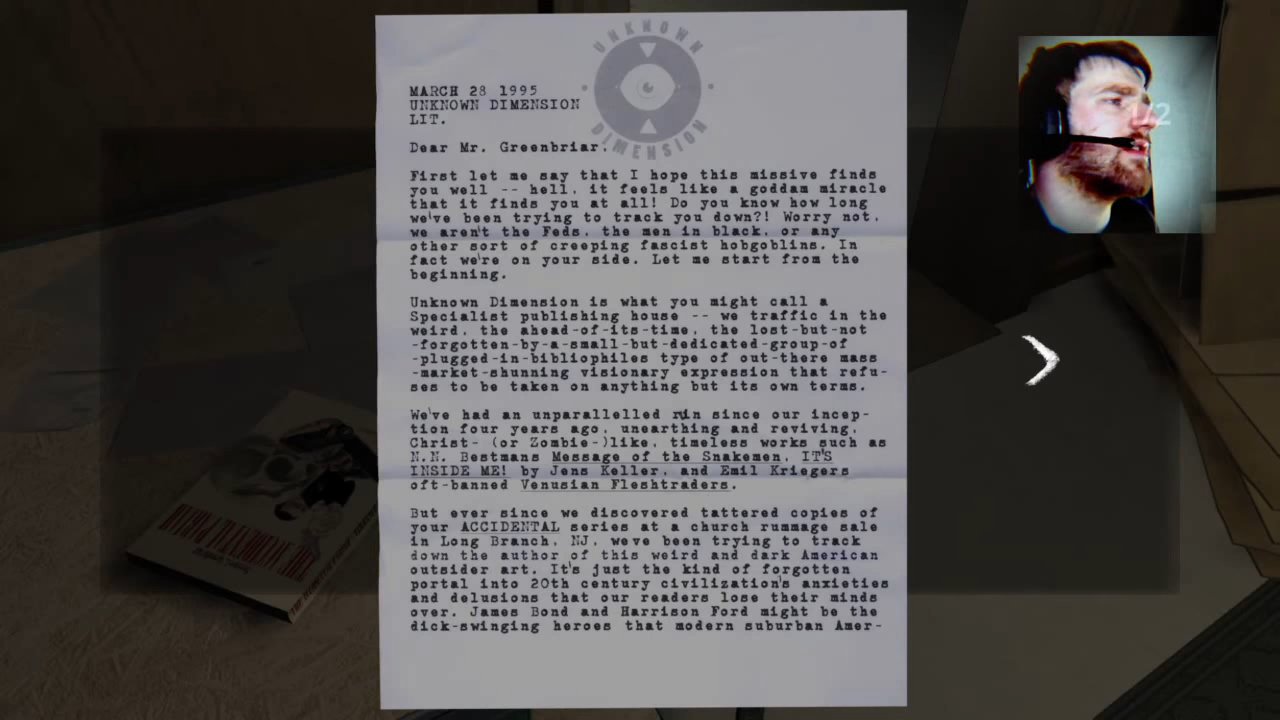 UNKNOWN
DIMENSION
1/2
MARCH 28 1995
UNKNOWN DIMENSION
LIT.
Dear Mr. Greenbriar,
First let me say that I hope this missive finds
you well -- hell, it feels like a goddam miracle
that it finds you at all! Do you know how long
we've been trying to track you down?! Worry not,
we aren't the Feds, the men in black, or any
other sort of creeping fascist hobgoblins. In
fact we're on your side. Let me start from the
beginning.
Unknown Dimension is what you might call a
Specialist publishing house -- we traffic in the
weird, the ahead-of-its-time, the lost-but-not
-forgotten-by-a-small-but-dedicated-group-of
-plugged-in-bibliophiles type of out-there mass
-market-shunning visionary expression that refu-
ses to be taken on anything but its own terms.
We've had an unparallelled run since our incep-
tion four years ago, unearthing and reviving,
Christ- (or Zombie-)like, timeless works such as
N.N. Bestmans Message of the Snakemen, IT'S
INSIDE ME! by Jens Keller, and Emil Kriegers
oft-banned Venusian Fleshtraders.
But ever since we discovered tattered copies of
your ACCIDENTAL series at a church rummage sale
in Long Branch, NJ, we've been trying to track
down the author of this weird and dark American
outsider art. It's just the kind of forgotten
portal into 20th century civilization's anxieties
and delusions that our readers lose their minds
over. James Bond and Harrison Ford might be the
dick-swinging heroes that modern suburban Amer-
THE ACCIDENTAL PARIAH